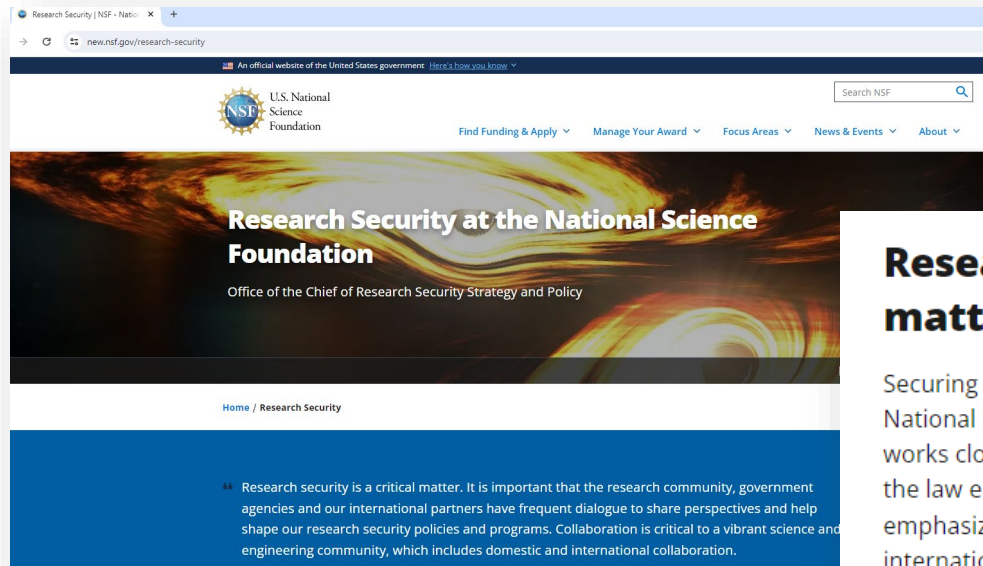 Research Security | NSF - Nation
new.nsf.gov/research-security
An official website of the United States government Here's how you know
NSF
U.S. National
Science
Foundation
Search NSF
Find Funding & Apply Manage Your Award Focus Areas News & Events About
Research Security at the National Science
Foundation
Office of the Chief of Research Security Strategy and Policy
Home / Research Security
“ Research security is a critical matter. It is important that the research community, government
agencies and our international partners have frequent dialogue to share perspectives and help
shape our research security policies and programs. Collaboration is critical to a vibrant science and
engineering community, which includes domestic and international collaboration.
Securing
National
works
the law